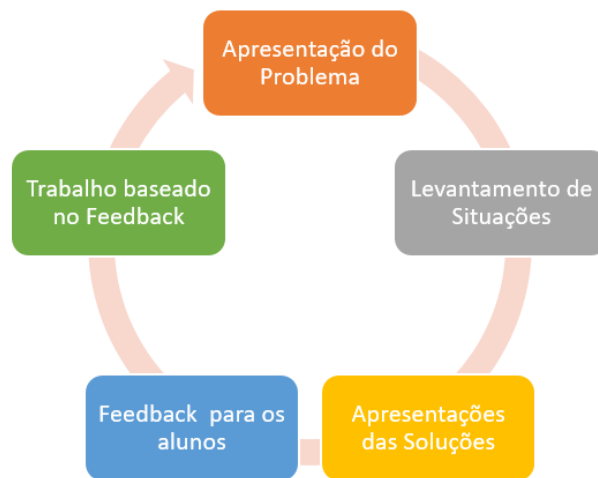 Apresentação do
Problema
Levantamento de
Situações
Apresentações
das Soluções
Feedback  para os
alunos
Trabalho baseado
no Feedback